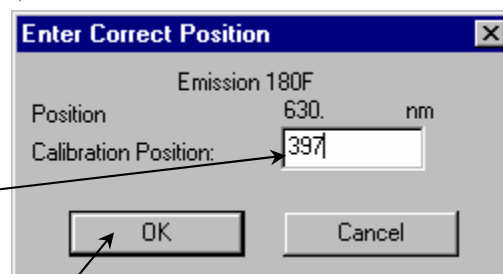 Enter Correct Position
Emission 180F
Position 630. nm
Calibration Position: 397
OK Cancel